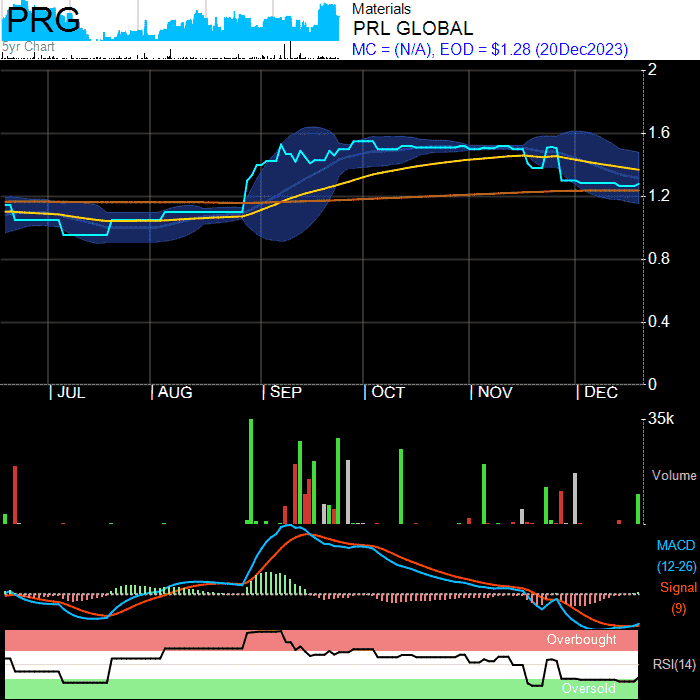 PRG
5yr Chart
Materials
PRL GLOBAL
MC = (N/A), EOD = $1.28 (20Dec2023)
2
1.6
1.2
0.8
0.4
0
| JUL | AUG | SEP | OCT | NOV | DEC
35k
Volume
MACD
(12-26)
Signal
(9)
Overbought
RSI(14)
Oversold